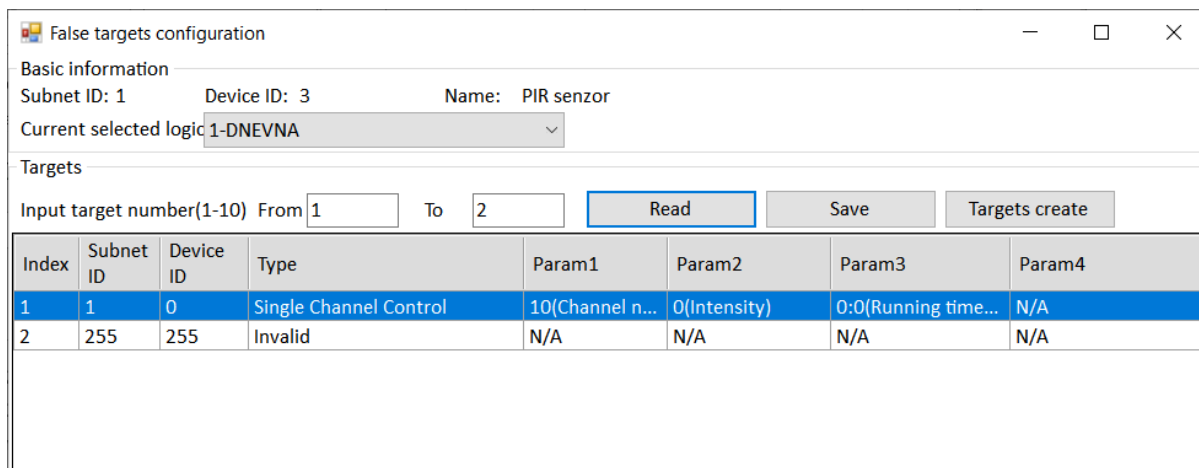 False targets configuration
Basic information
Subnet ID: 1 Device ID: 3 Name: PIR senzor
Current selected logic 1-DNEVNA
Targets
Input target number(1-10) From 1 To 2 Read Save Targets create
Index Subnet ID Device ID Type Param1 Param2 Param3 Param4
1 1 0 Single Channel Control 10(Channel n... 0(Intensity) 0:0(Running time... N/A
2 255 255 Invalid N/A N/A N/A N/A